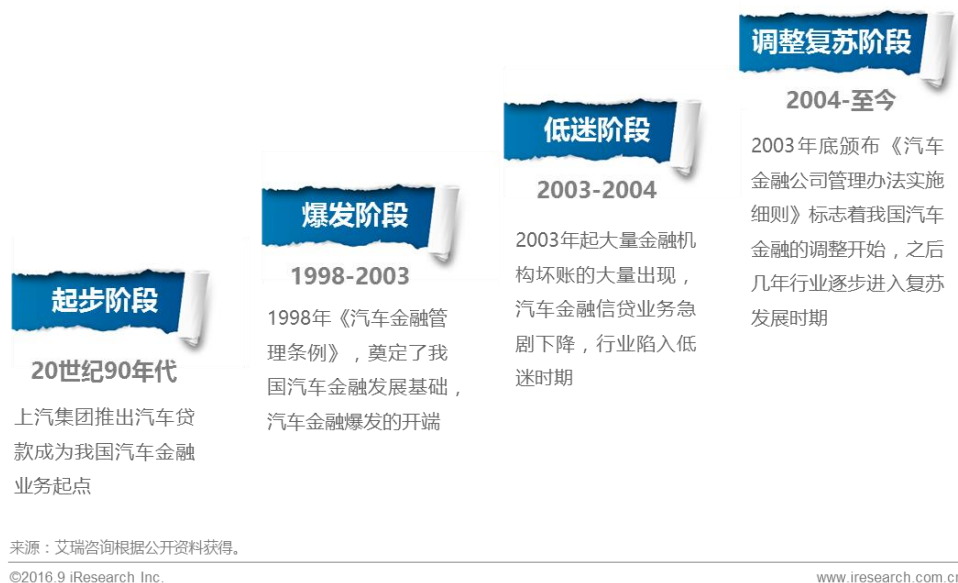 起步阶段
20世纪90年代
上汽集团推出汽车贷
款成为我国汽车金融
业务起点
爆发阶段
1998-2003
1998年《汽车金融管
理条例》，奠定了我
国汽车金融发展基础，
汽车金融爆发的开端
低迷阶段
2003-2004
2003年起大量金融机
构坏账的大量出现，
汽车金融信贷业务急
剧下降，行业陷入低
迷时期
调整复苏阶段
2004-至今
2003年底颁布《汽车
金融公司管理办法实施
细则》标志着我国汽车
金融的调整开始，之后
几年行业逐步进入复苏
发展时期
来源：艾瑞咨询根据公开资料获得。
©2016.9 iResearch Inc.
www.iresearch.com.cn